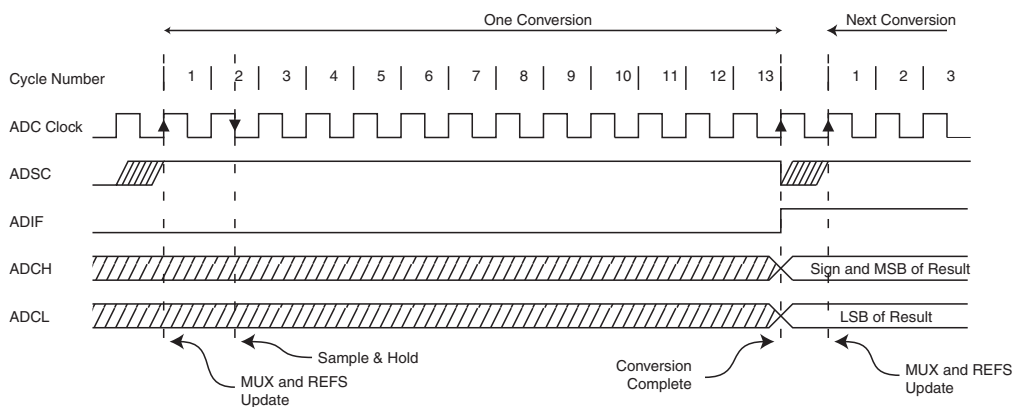 One Conversion
Next Conversion
Cycle Number 1 2 3 4 5 6 7 8 9 10 11 12 13 1 2 3
ADC Clock
ADSC
ADIF
ADCH
Sign and MSB of Result
ADCL
LSB of Result
Sample & Hold
MUX and REFS
Update
Conversion
Complete
MUX and REFS
Update